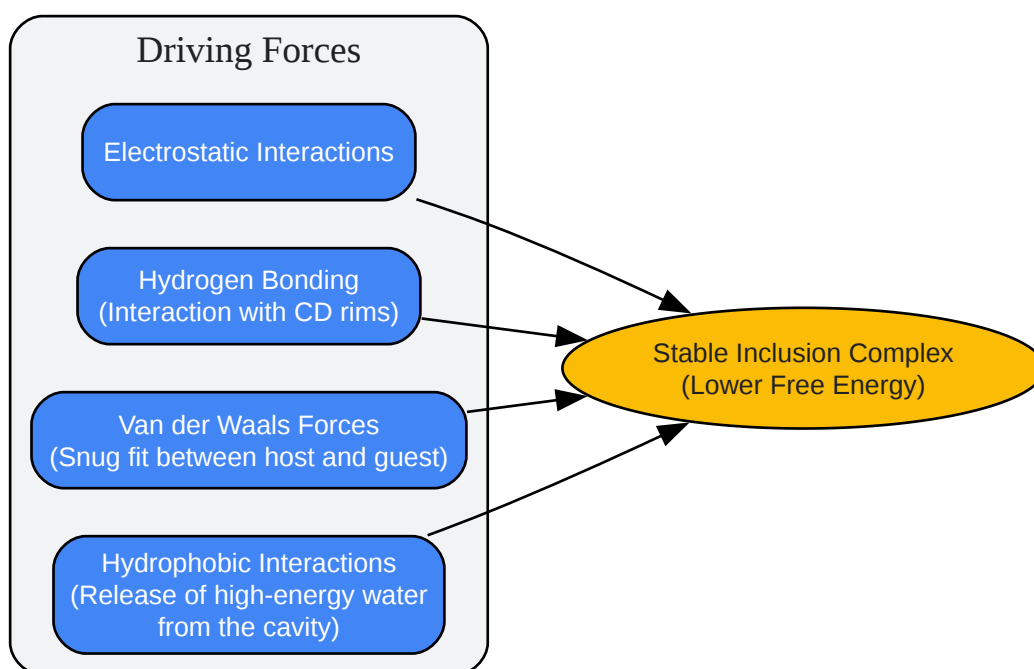 Driving Forces
Electrostatic Interactions
Hydrogen Bonding
(Interaction with CD rims)
Van der Waals Forces
(Snug fit between host and guest)
Hydrophobic Interactions
(Release of high-energy water
from the cavity)
Stable Inclusion Complex
(Lower Free Energy)